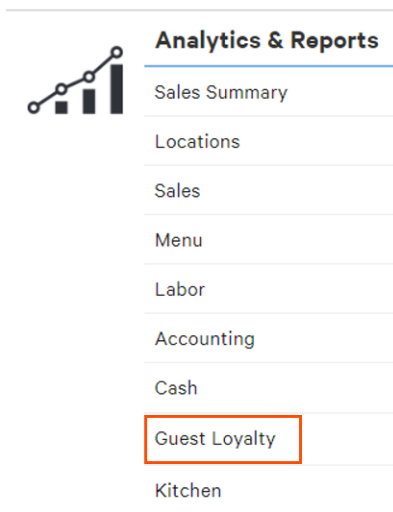 Analytics & Reports
Sales Summary
Locations
Sales
Menu
Labor
Accounting
Cash
Guest Loyalty
Kitchen